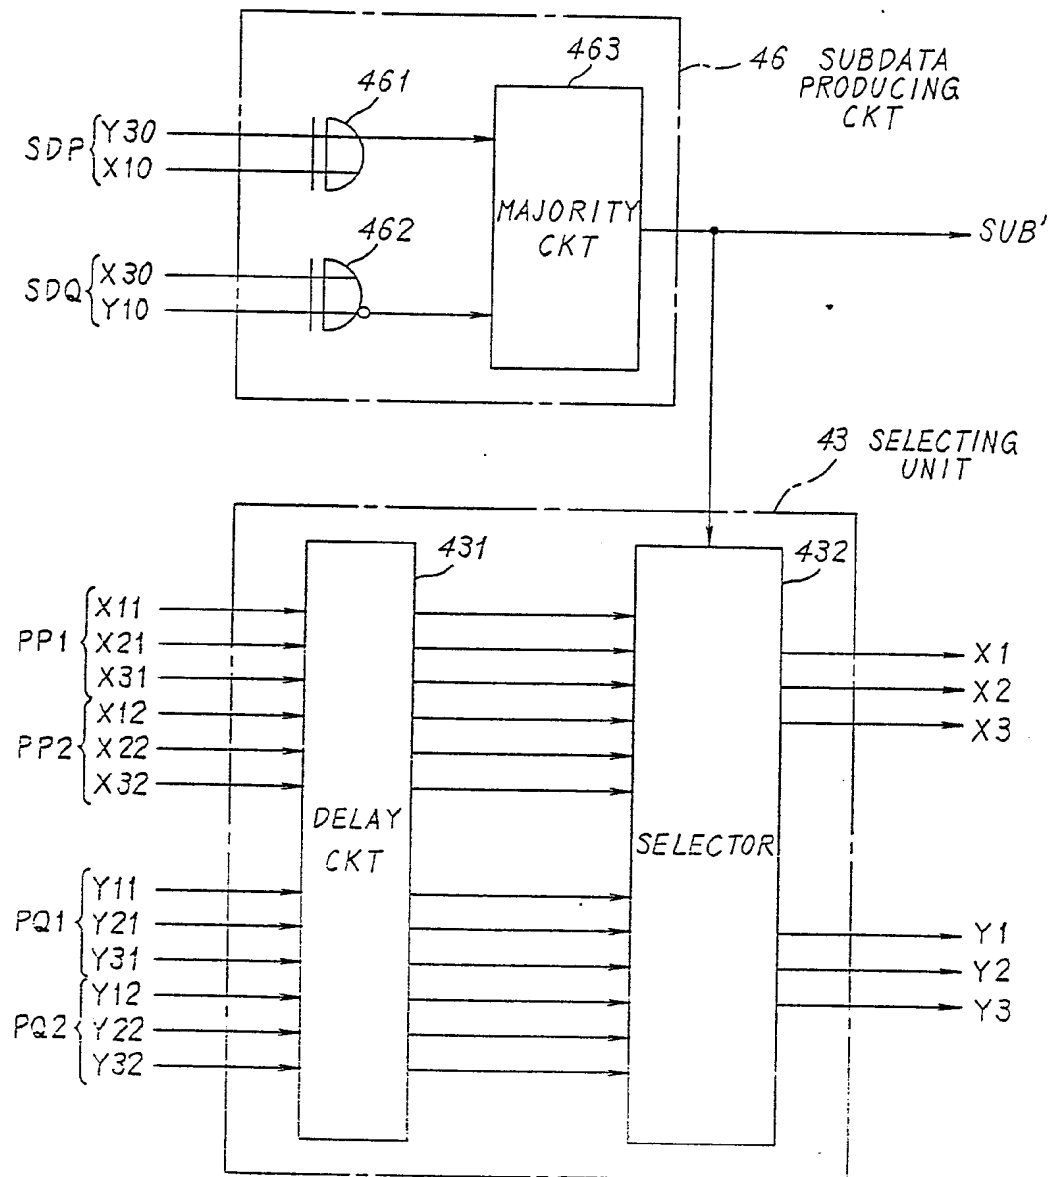 463
46 SUBDATA
PRODUCING
CKT
461
SDP
Y30
X10
MAJORITY
CKT
SUB'
462
SDQ
X30
Y10
43 SELECTING
UNIT
431
432
PP1
X11
X21
X31
PP2
X12
X22
X32
X1
X2
X3
DELAY
CKT
SELECTOR
PQ1
Y11
Y21
Y31
PQ2
Y12
Y22
Y32
Y1
Y2
Y3